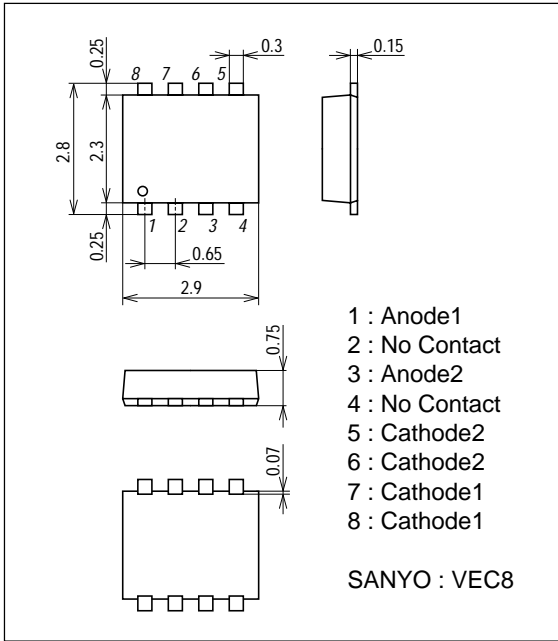 0.25
0.3
0.15
8 7 6 5
2.8
2.3
0.25
1 2 3 4
0.65
2.9
0.75
0.07
1 : Anode1
2 : No Contact
3 : Anode2
4 : No Contact
5 : Cathode2
6 : Cathode2
7 : Cathode1
8 : Cathode1
SANYO : VEC8